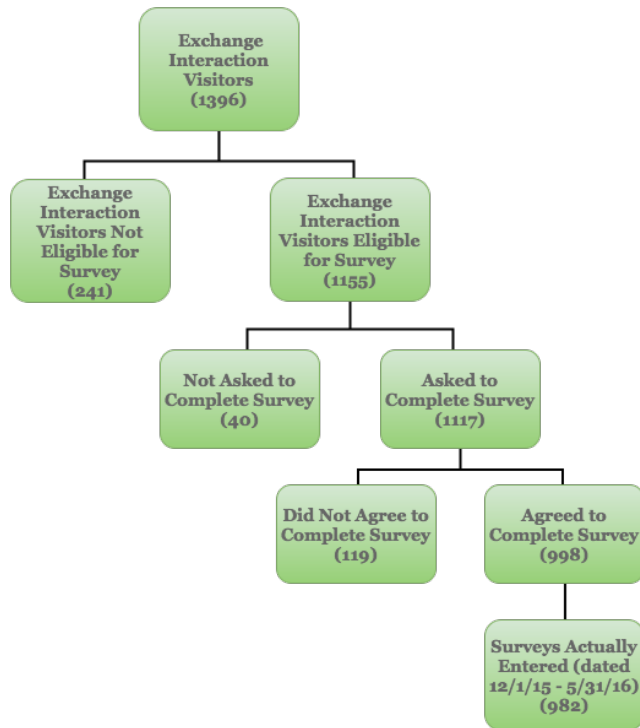 Exchange
Interaction
Visitors
(1396)
Exchange
Interaction
Visitors Not
Eligible for
Survey
(241)
Exchange
Interaction
Visitors Eligible
for Survey
(1155)
Not Asked to
Complete Survey
(40)
Asked to
Complete Survey
(1117)
Did Not Agree to
Complete Survey
(119)
Agreed to
Complete Survey
(998)
Surveys Actually
Entered (dated
12/1/15 - 5/31/16)
(982)